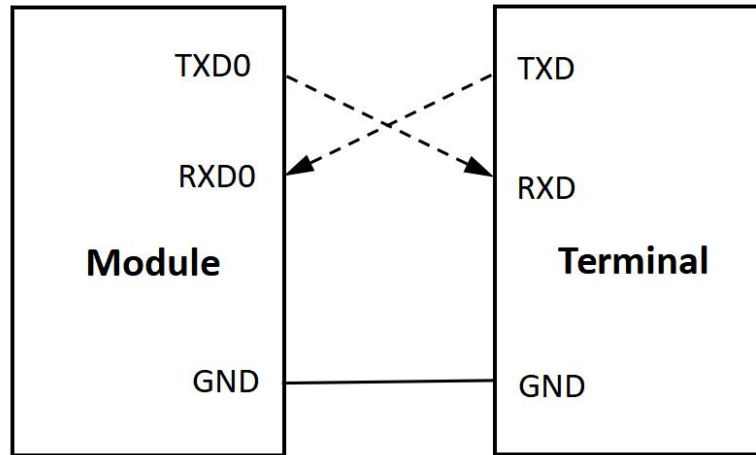 TXD0
RXD0
Module
GND
TXD
RXD
Terminal
GND